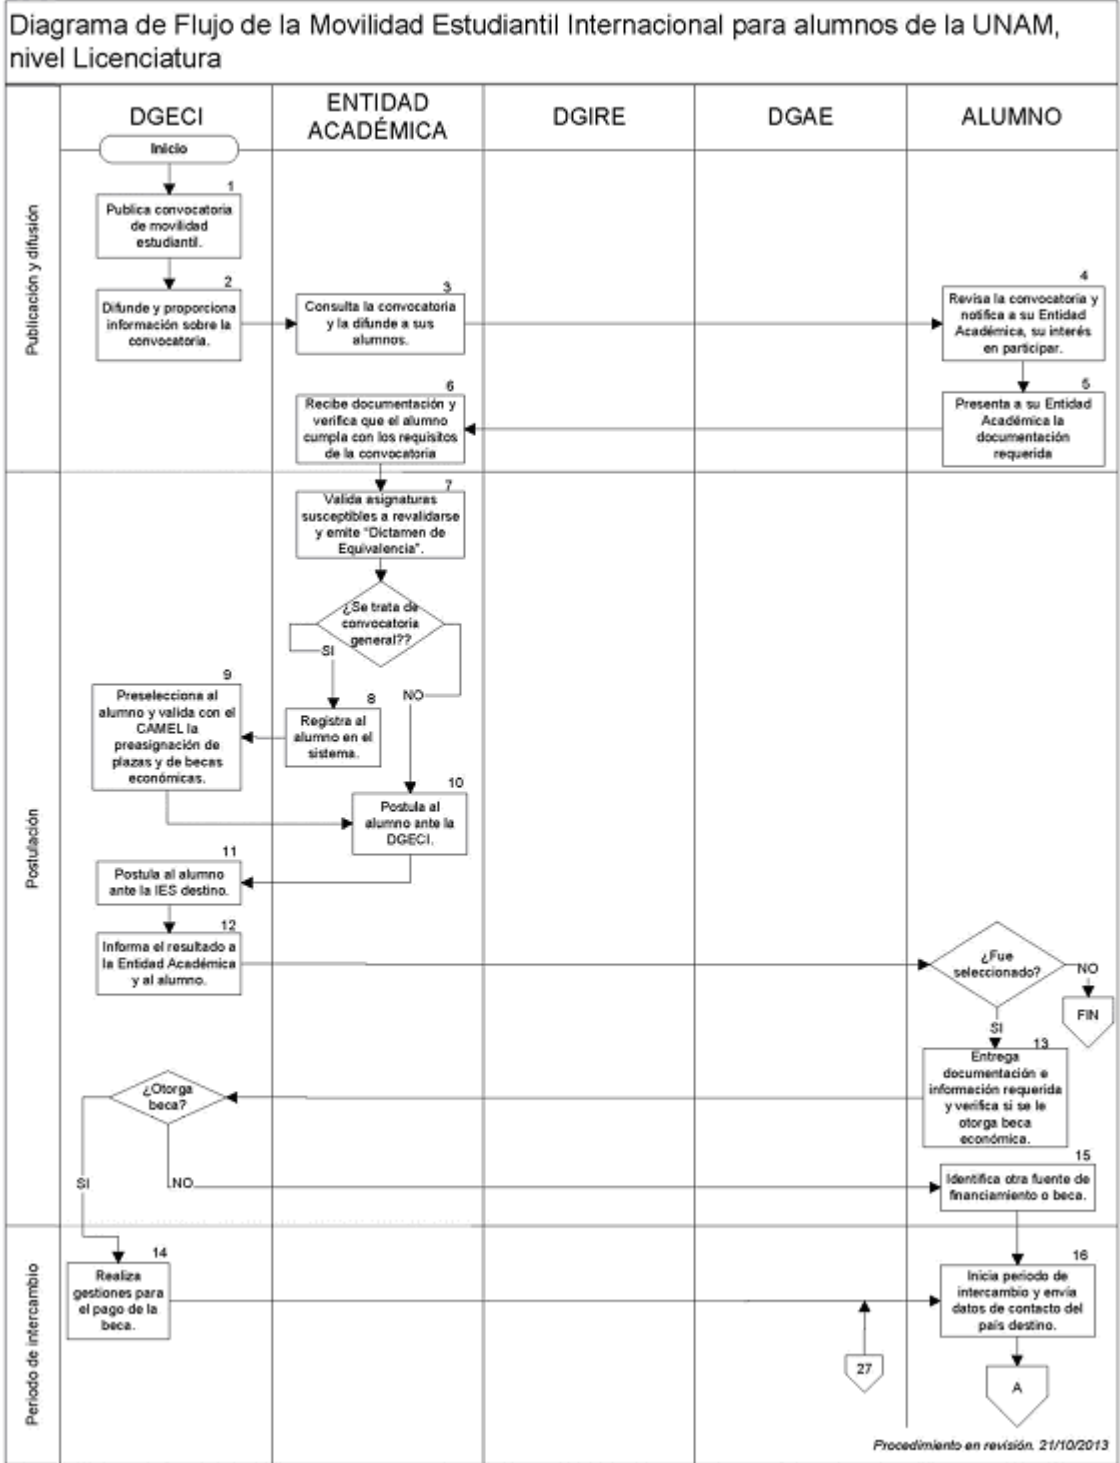 Diagrama de Flujo de la Movilidad Estudiantil Internacional para alumnos de la UNAM,
nivel Licenciatura
DGECI
ENTIDAD
ACADÉMICA
DGIRE
DGAE
ALUMNO
Publicación y difusión
Inicio
1
Publica convocatoria
de movilidad
estudiantil.
2
Difunde y proporciona
información sobre la
convocatoria.
3
Consulta la convocatoria
y la difunde a sus
alumnos.
4
Revisa la convocatoria y
notifica a su Entidad
Académica, su interés
en participar.
5
Presenta a su Entidad
Académica la
documentación
requerida
6
Recibe documentación y
verifica que el alumno
cumpla con los requisitos
de la convocatoria
Postulación
7
Valida asignaturas
susceptibles a revalidarse
y emite "Dictamen de
Equivalencia".
¿Se trata de
convocatoria
general??
SI
NO
8
Registra al
alumno en el
sistema.
9
Preselecciona al
alumno y valida con el
CAMEL la
preasignación de
plazas y de becas
económicas.
10
Postula al
alumno ante la
DGECI.
11
Postula al alumno
ante la IES destino.
12
Informa el resultado a
la Entidad Académica
y al alumno.
¿Fue
seleccionado?
NO
FIN
SI
13
Entrega
documentación e
información requerida
y verifica si se le
otorga beca
económica.
¿Otorga
beca?
SI
NO
15
Identifica otra fuente de
financiamiento o beca.
Periodo de intercambio
14
Realiza
gestiones para
el pago de la
beca.
16
Inicia periodo de
intercambio y envía
datos de contacto del
país destino.
27
A
Procedimiento en revisión. 21/10/2013